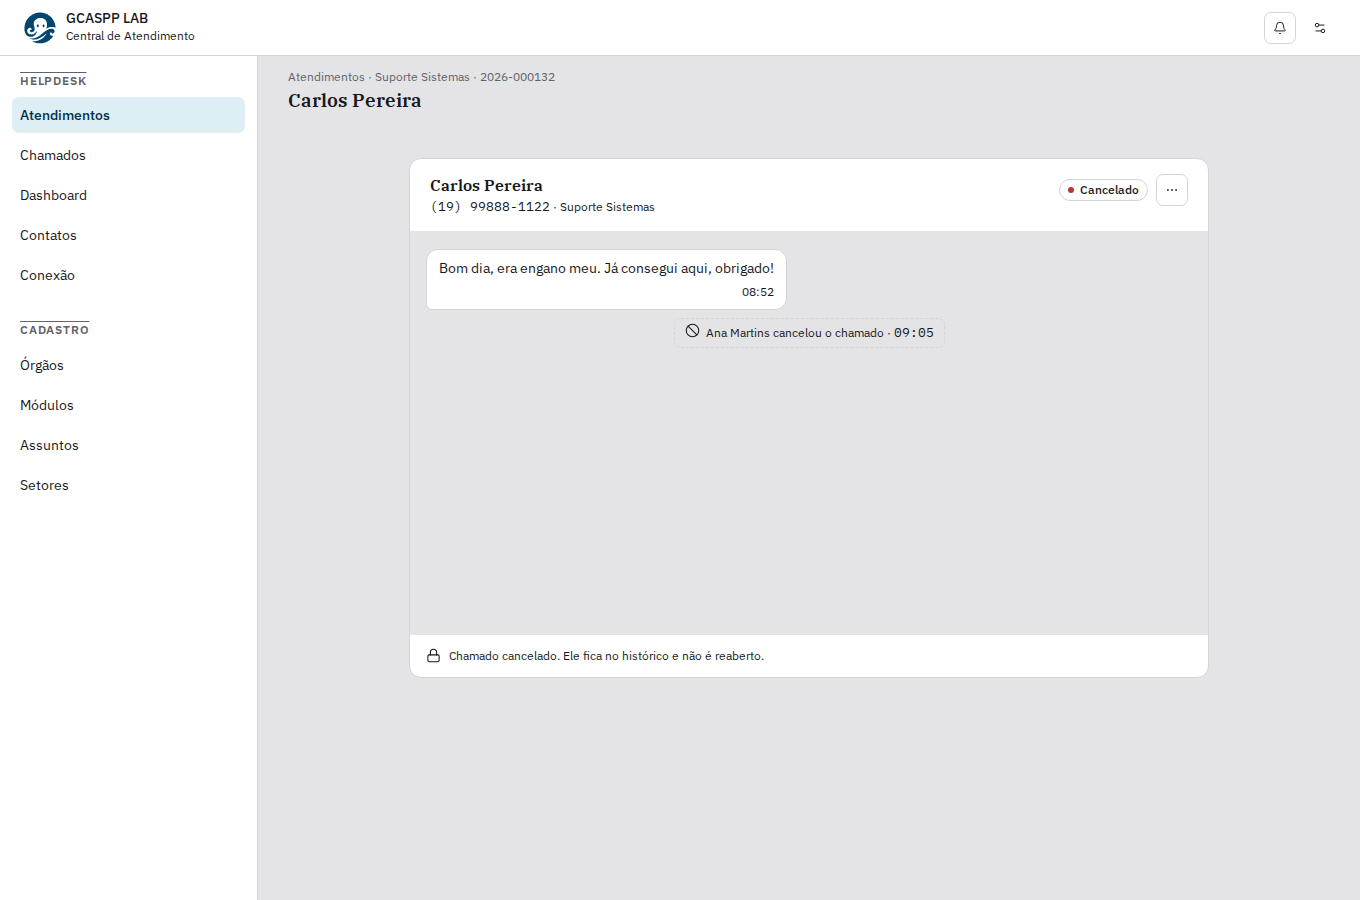 GCASPP LAB
Central de Atendimento
HELPDESK
Atendimentos
Chamados
Dashboard
Contatos
Conexão
CADASTRO
Órgãos
Módulos
Assuntos
Setores
Atendimentos · Suporte Sistemas · 2026-000132
Carlos Pereira
Carlos Pereira
(19) 99888-1122 · Suporte Sistemas
Cancelado
Bom dia, era engano meu. Já consegui aqui, obrigado!
08:52
Ana Martins cancelou o chamado · 09:05
Chamado cancelado. Ele fica no histórico e não é reaberto.